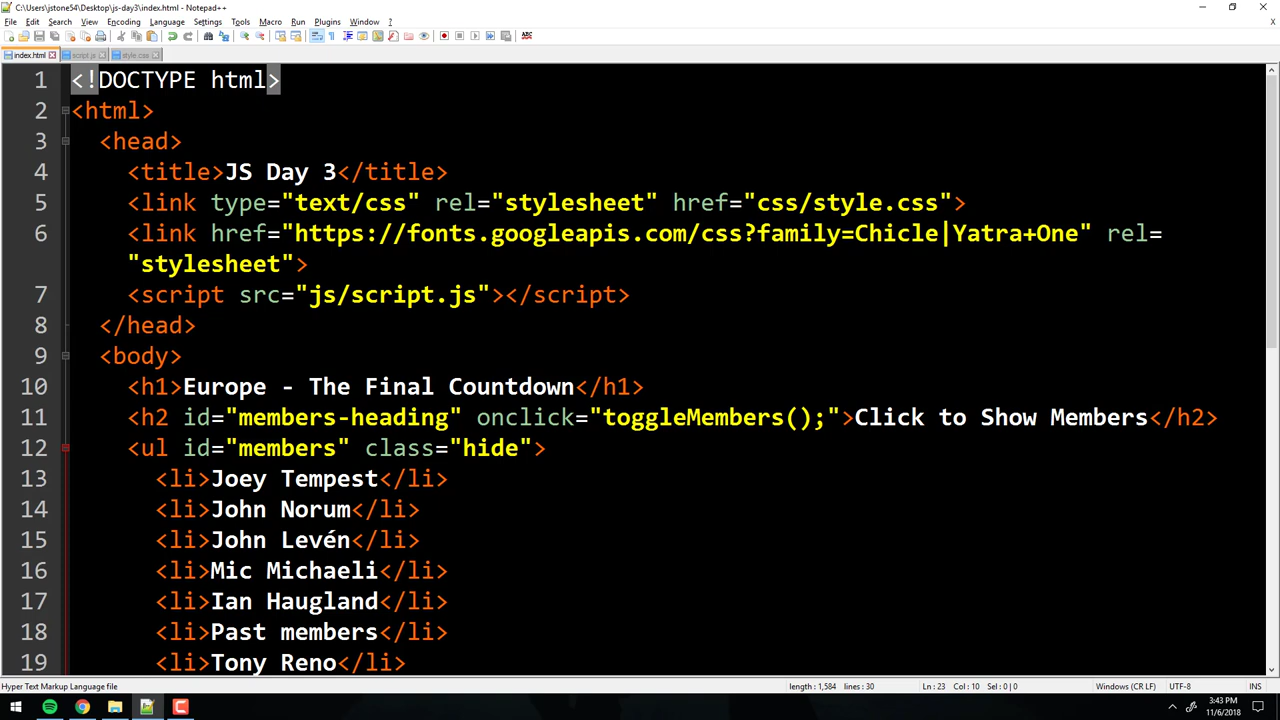 C:\Users\jstone54\Desktop\js-day3\index.html - Notepad++
File Edit Search View Encoding Language Settings Tools Macro Run Plugins Window ?
index.html script.js style.css
1 <!DOCTYPE html>
2 <html>
3 <head>
4 <title>JS Day 3</title>
5 <link type="text/css" rel="stylesheet" href="css/style.css">
6 <link href="https://fonts.googleapis.com/css?family=Chicle|Yatra+One" rel=
"stylesheet">
7 <script src="js/script.js"></script>
8 </head>
9 <body>
10 <h1>Europe - The Final Countdown</h1>
11 <h2 id="members-heading" onclick="toggleMembers();">Click to Show Members</h2>
12 <ul id="members" class="hide">
13 <li>Joey Tempest</li>
14 <li>John Norum</li>
15 <li>John Levén</li>
16 <li>Mic Michaeli</li>
17 <li>Ian Haugland</li>
18 <li>Past members</li>
19 <li>Tony Reno</li>
Hyper Text Markup Language file length : 1,584 lines : 30 Ln : 23 Col : 10 Sel : 0 | 0 Windows (CR LF) UTF-8 INS
3:43 PM
11/6/2018